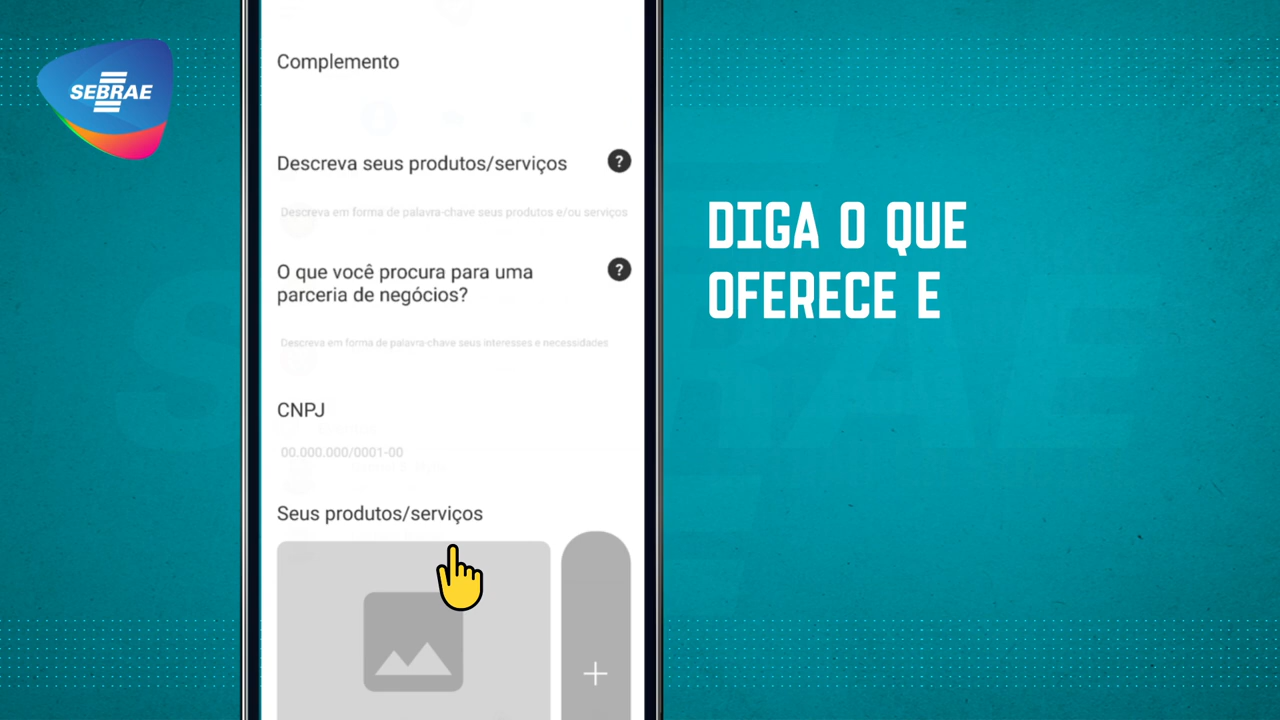 SEBRAE
Complemento
Descreva seus produtos/serviços
?
Descreva em forma de palavra-chave seus produtos e/ou serviços
O que você procura para uma
parceria de negócios?
?
Descreva em forma de palavra-chave seus interesses e necessidades
CNPJ
00.000.000/0001-00
Seus produtos/serviços
+
DIGA O QUE
OFERECE E